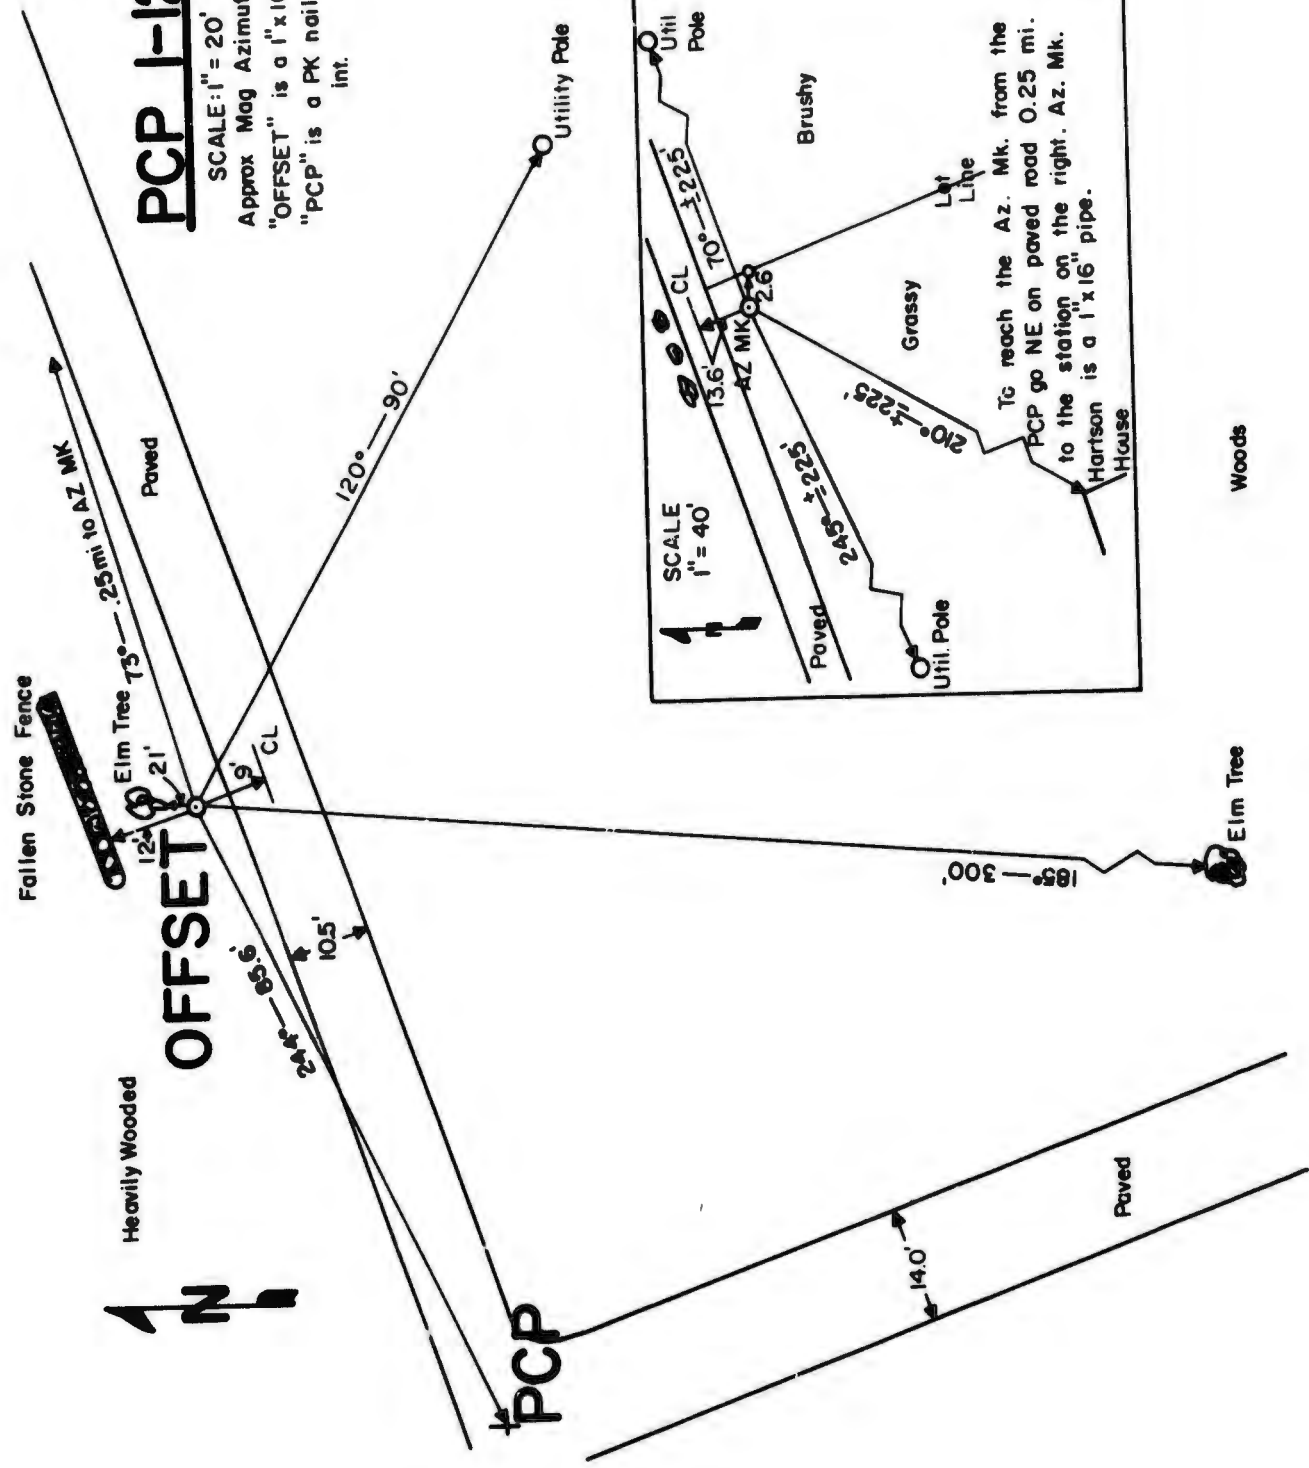 Fallen Stone Fence
Heavily Wooded
OFFSET
12'
Elm Tree
21'
73° — .25mi to AZ MK
Paved
9'
CL
244° — 85.6'
10.5'
120° — 90'
Utility Pole
185° — 300'
Elm Tree
N
PCP
14.0'
Paved
Woods
PCP 1-12
SCALE: 1" = 20'
Approx Mag Azimut
"OFFSET" is a 1" x 1
"PCP" is a PK nail
int.
SCALE
1" = 40'
N
Paved
13.6'
CL
AZ MK
2.6'
70° — ±225'
Util
Pole
Brushy
Lot
Line
Grassy
245° — ±225'
Util. Pole
210° — ±225'
Hartson
House
To reach the Az. Mk. from the
PCP go NE on paved road 0.25 mi.
to the station on the right. Az. Mk.
is a 1" x 16" pipe.